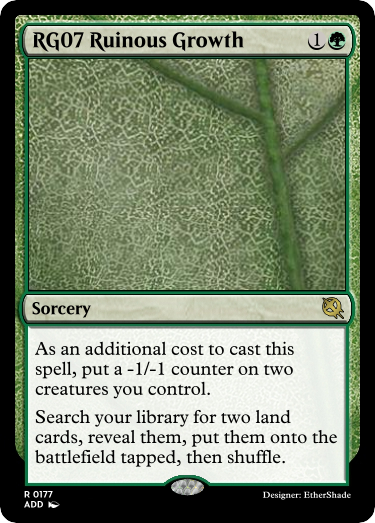 RG07 Ruinous Growth 1
Sorcery
As an additional cost to cast this
spell, put a -1/-1 counter on two
creatures you control.
Search your library for two land
cards, reveal them, put them onto the
battlefield tapped, then shuffle.
R 0177
ADD
Designer: EtherShade